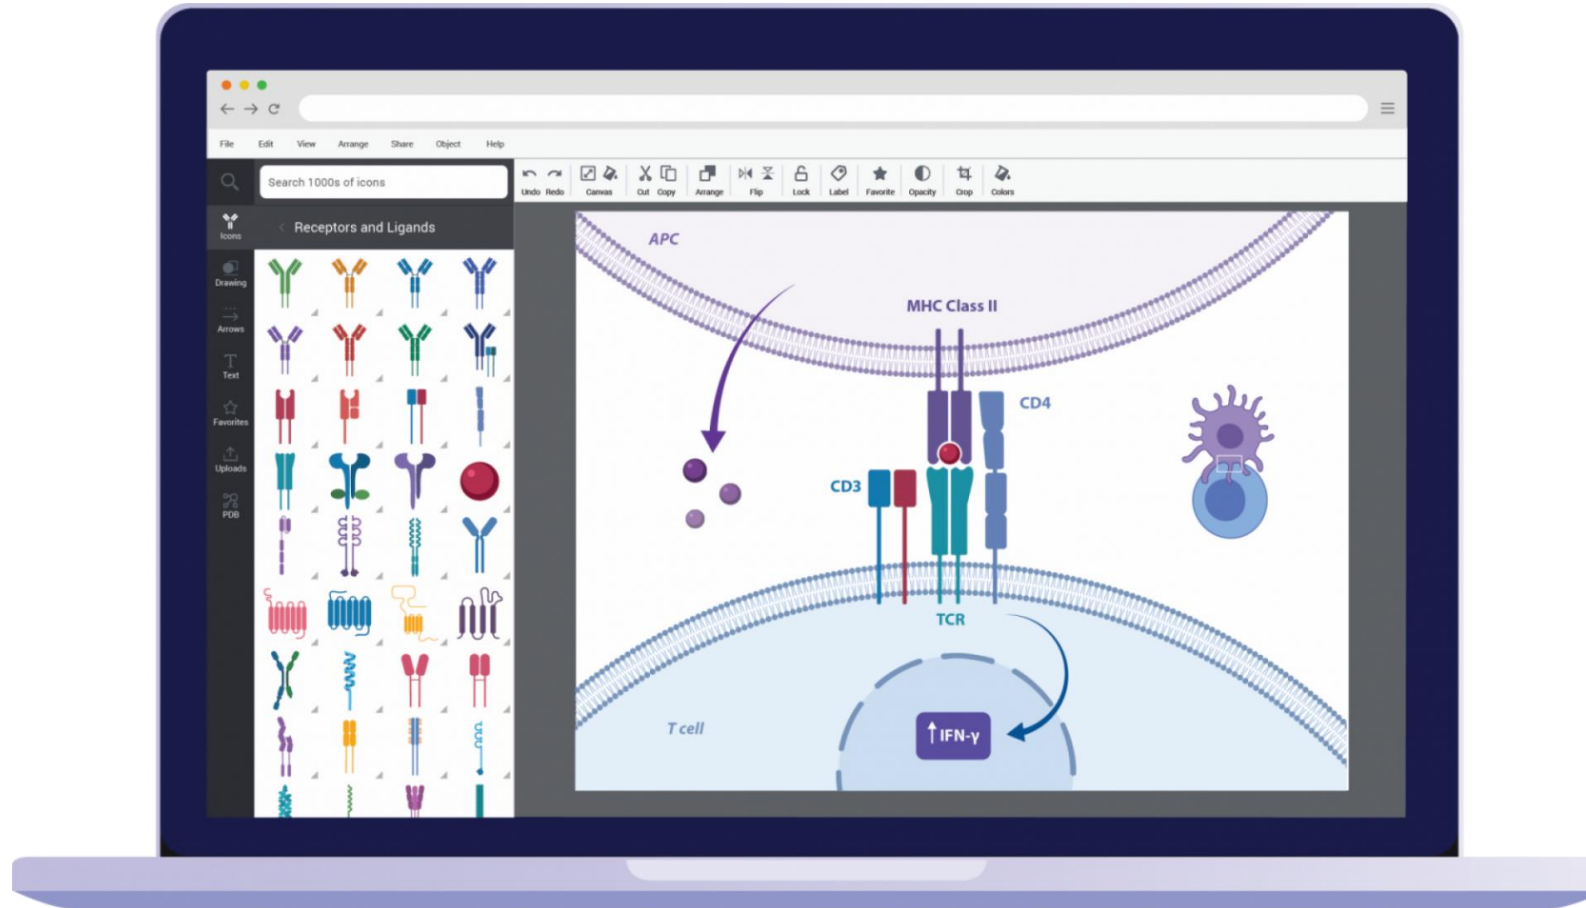 File Edit View Arrange Share Object Help
Search 1000s of icons
Undo Redo Canvas Cut Copy Arrange Flip Lock Label Favorite Opacity Crop Colors
Icons
< Receptors and Ligands
Drawing
Arrows
T
Text
Favorites
Uploads
PDB
APC
MHC Class II
CD4
CD3
TCR
T cell
↑ IFN-γ